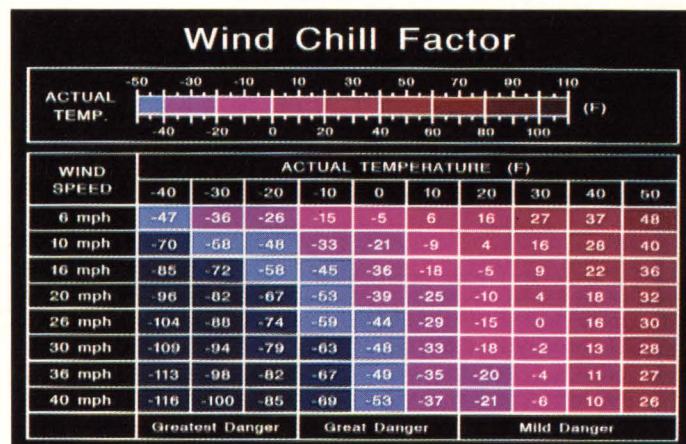 Wind Chill Factor
-50 -30 -10 10 30 50 70 90 110
ACTUAL TEMP. (F)
-40 -20 0 20 40 60 80 100
WIND SPEED ACTUAL TEMPERATURE (F)
-40 -30 -20 -10 0 10 20 30 40 50
6 mph -47 -36 -26 -15 -5 6 16 27 37 48
10 mph -70 -58 -48 -33 -21 -9 4 16 28 40
16 mph -85 -72 -58 -45 -36 -18 -5 9 22 36
20 mph -96 -82 -67 -53 -39 -25 -10 4 18 32
26 mph -104 -88 -74 -59 -44 -29 -15 0 16 30
30 mph -109 -94 -79 -63 -48 -33 -18 -2 13 28
36 mph -113 -98 -82 -67 -49 -35 -20 -4 11 27
40 mph -116 -100 -85 -69 -53 -37 -21 -6 10 26
Greatest Danger Great Danger Mild Danger